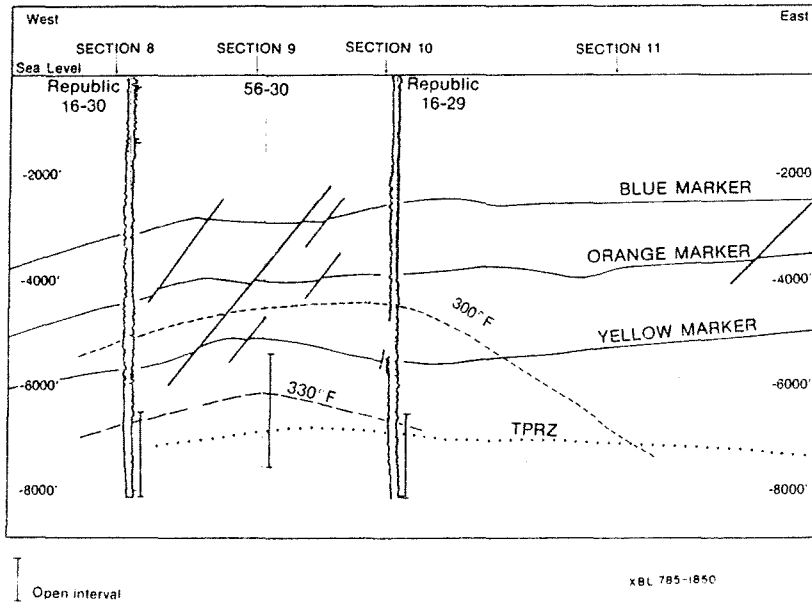 West East
SECTION 8 SECTION 9 SECTION 10 SECTION 11
Sea Level
Republic 56-30 Republic
16-30 16-29
-2000' -2000'
BLUE MARKER
ORANGE MARKER
-4000' -4000'
300°F
YELLOW MARKER
-6000' -6000'
330°F
TPRZ
-8000' -8000'
Open interval
XBL 785-1850